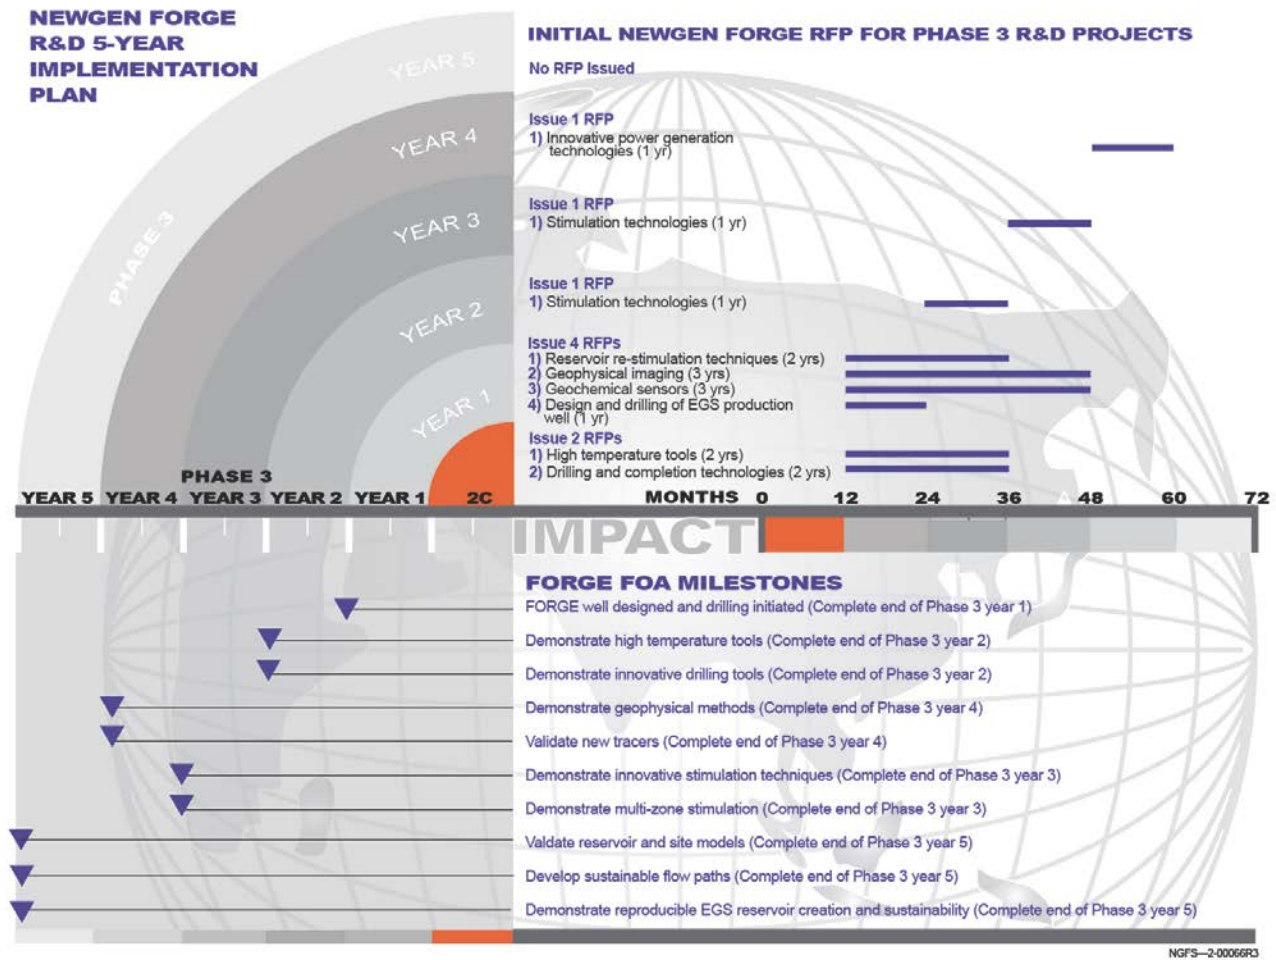 NEWGEN FORGE
R&D 5-YEAR
IMPLEMENTATION
PLAN
INITIAL NEWGEN FORGE RFP FOR PHASE 3 R&D PROJECTS
YEAR 5
No RFP Issued
YEAR 4
Issue 1 RFP
1) Innovative power generation
technologies (1 yr)
PHASE 3
YEAR 3
Issue 1 RFP
1) Stimulation technologies (1 yr)
YEAR 2
Issue 1 RFP
1) Stimulation technologies (1 yr)
YEAR 1
Issue 4 RFPs
1) Reservoir re-stimulation techniques (2 yrs)
2) Geophysical imaging (3 yrs)
3) Geochemical sensors (3 yrs)
4) Design and drilling of EGS production
well (1 yr)
Issue 2 RFPs
1) High temperature tools (2 yrs)
2) Drilling and completion technologies (2 yrs)
PHASE 3
YEAR 5 YEAR 4 YEAR 3 YEAR 2 YEAR 1 2C MONTHS 0 12 24 36 48 60 72
IMPACT
FORGE FOA MILESTONES
FORGE well designed and drilling initiated (Complete end of Phase 3 year 1)
Demonstrate high temperature tools (Complete end of Phase 3 year 2)
Demonstrate innovative drilling tools (Complete end of Phase 3 year 2)
Demonstrate geophysical methods (Complete end of Phase 3 year 4)
Validate new tracers (Complete end of Phase 3 year 4)
Demonstrate innovative stimulation techniques (Complete end of Phase 3 year 3)
Demonstrate multi-zone stimulation (Complete end of Phase 3 year 3)
Valdate reservoir and site models (Complete end of Phase 3 year 5)
Develop sustainable flow paths (Complete end of Phase 3 year 5)
Demonstrate reproducible EGS reservoir creation and sustainability (Complete end of Phase 3 year 5)
NGFS—2-00066R3